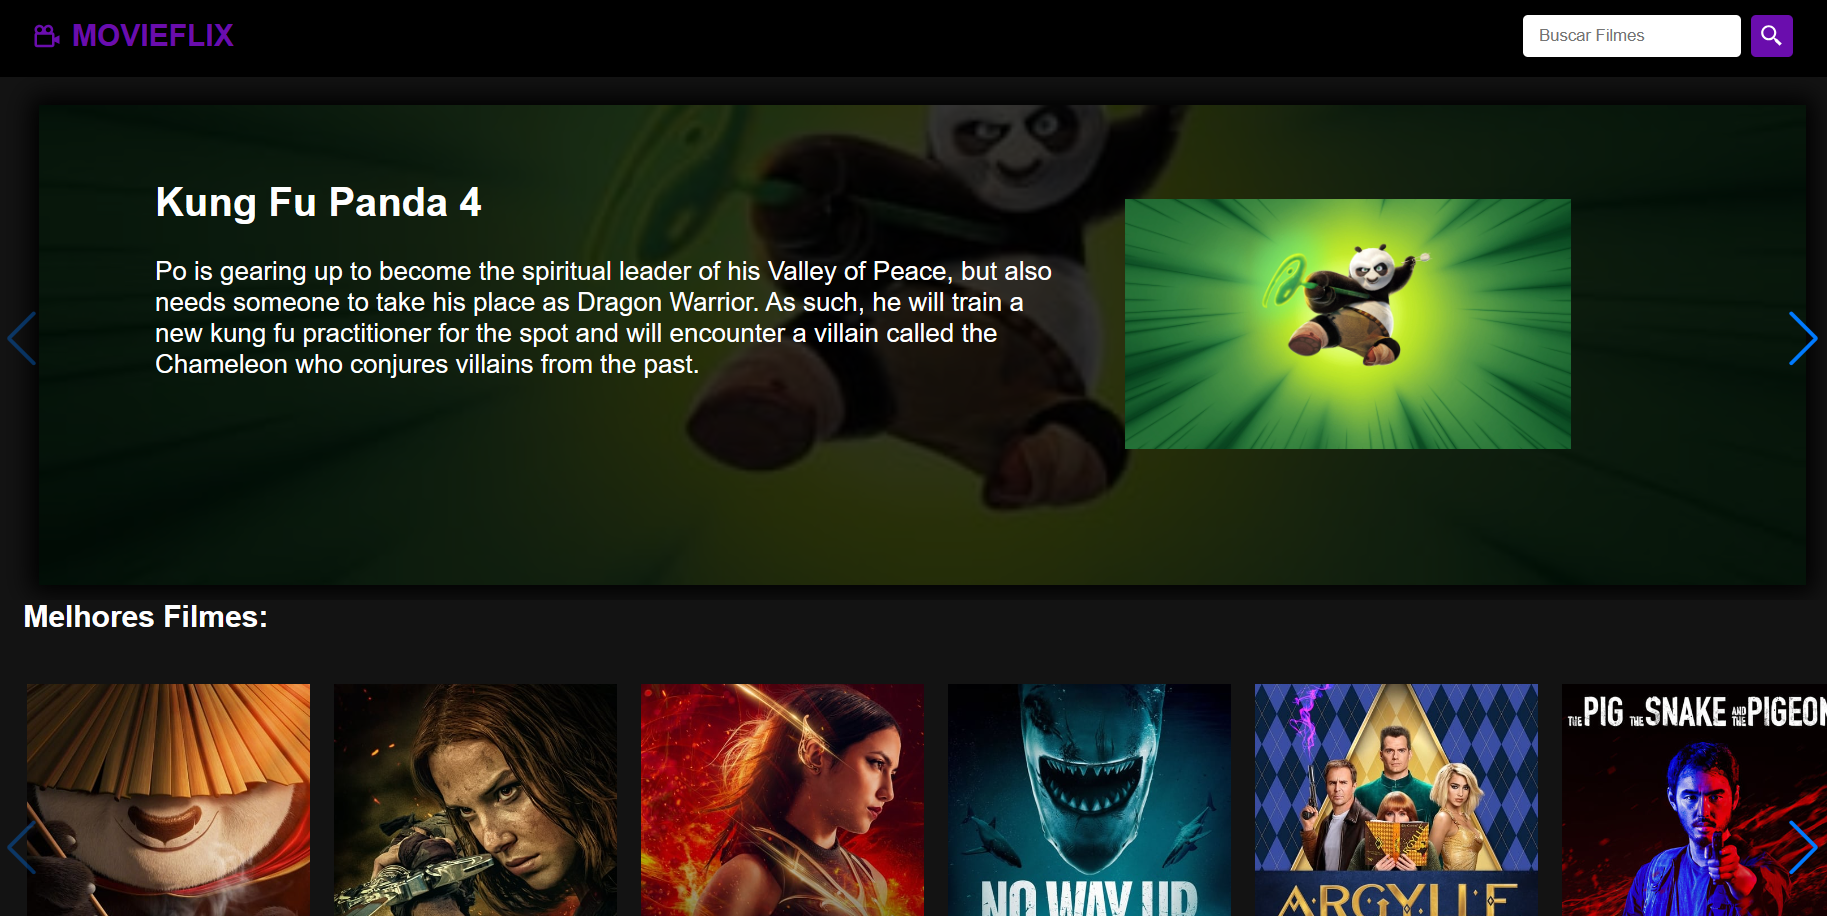 MOVIEFLIX
Buscar Filmes
Kung Fu Panda 4
Po is gearing up to become the spiritual leader of his Valley of Peace, but also
needs someone to take his place as Dragon Warrior. As such, he will train a
new kung fu practitioner for the spot and will encounter a villain called the
Chameleon who conjures villains from the past.
Melhores Filmes:
THE PIG THE SNAKE AND THE PIGEON
NO WAY UP
ARGYLLE